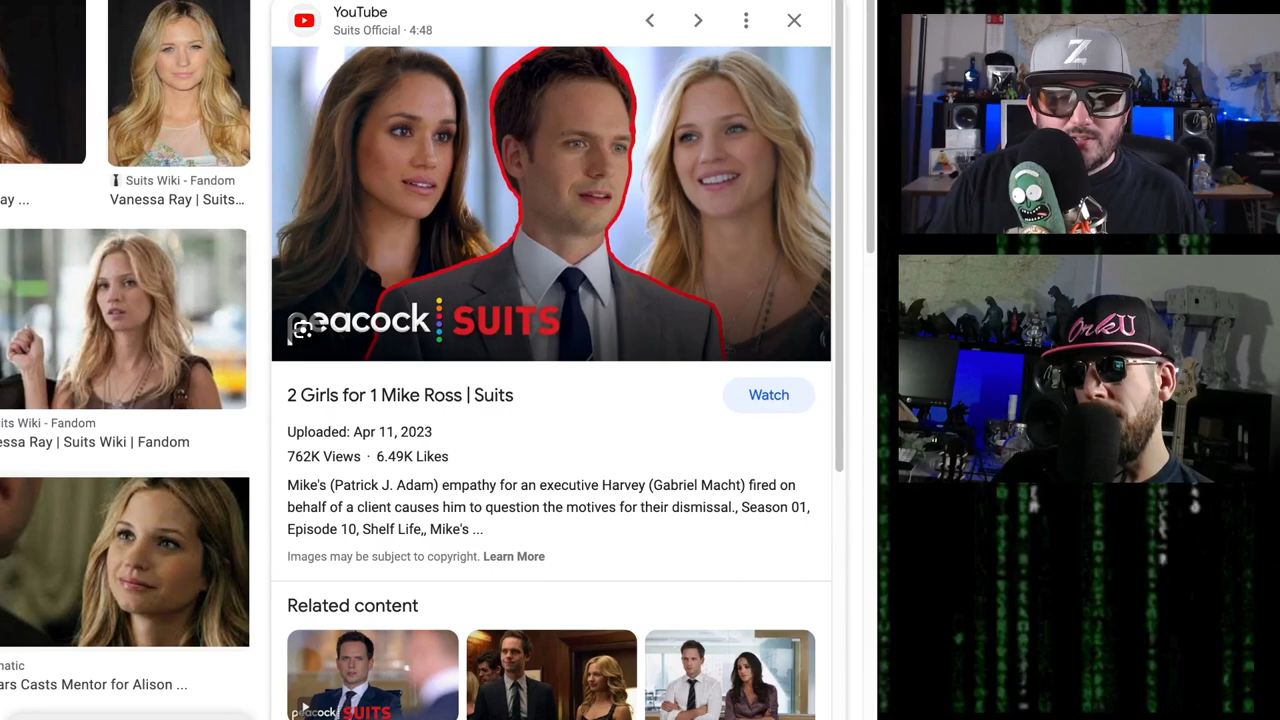 YouTube
Suits Official · 4:48
Suits Wiki - Fandom
ay ...
Vanessa Ray | Suits...
peacock SUITS
its Wiki - Fandom
essa Ray | Suits Wiki | Fandom
2 Girls for 1 Mike Ross | Suits
Watch
Uploaded: Apr 11, 2023
762K Views · 6.49K Likes
Mike's (Patrick J. Adam) empathy for an executive Harvey (Gabriel Macht) fired on
behalf of a client causes him to question the motives for their dismissal., Season 01,
Episode 10, Shelf Life,, Mike's ...
Images may be subject to copyright. Learn More
Related content
natic
ars Casts Mentor for Alison ...
peacock SUITS
Z
OrkU